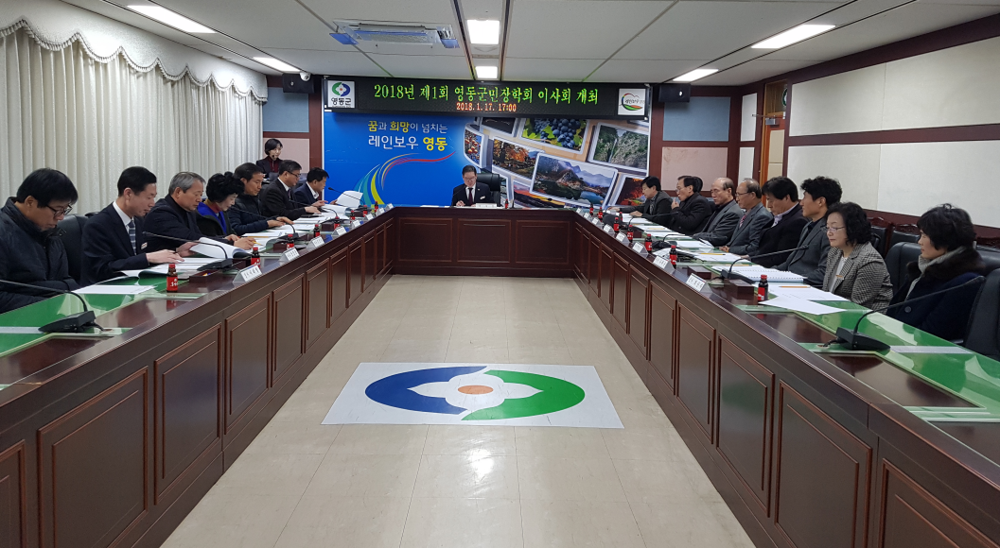 영동군
2018년 제1회 영동군민장학회 이사회 개최
2018. 1. 17. 17:00
꿈과 희망이 넘치는
레인보우 영동